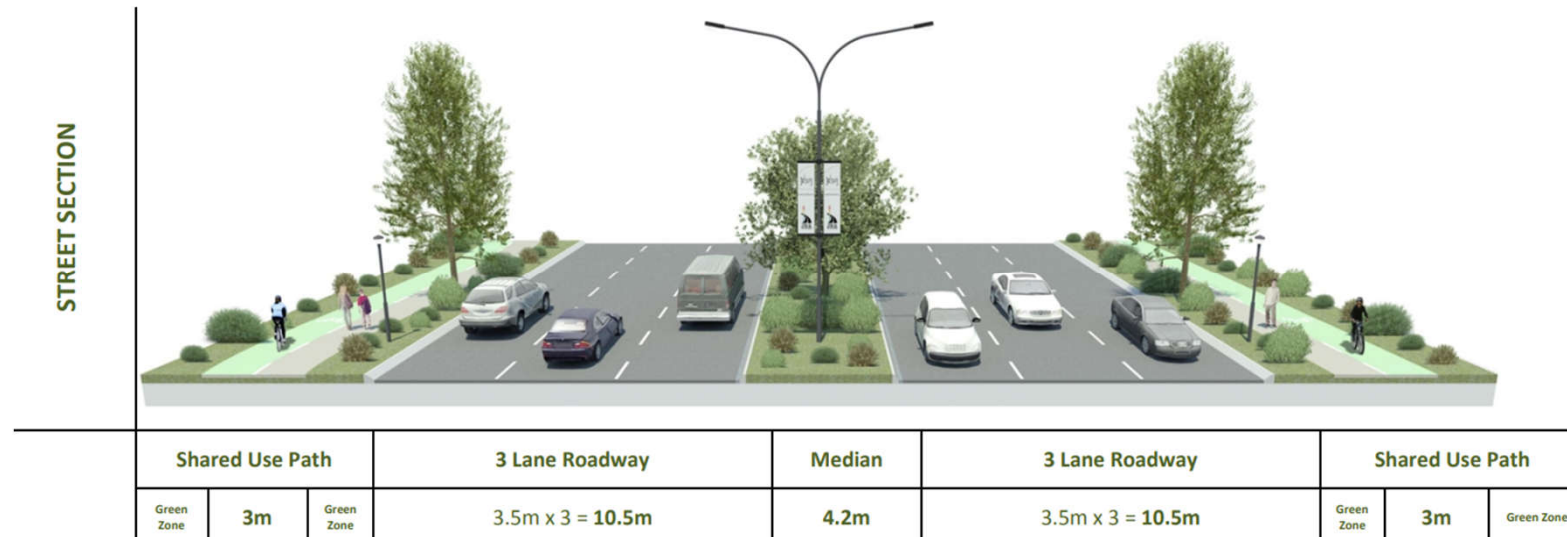 STREET SECTION
Shared Use Path
3 Lane Roadway
Median
3 Lane Roadway
Shared Use Path
Green Zone
3m
Green Zone
3.5m x 3 = 10.5m
4.2m
3.5m x 3 = 10.5m
Green Zone
3m
Green Zone